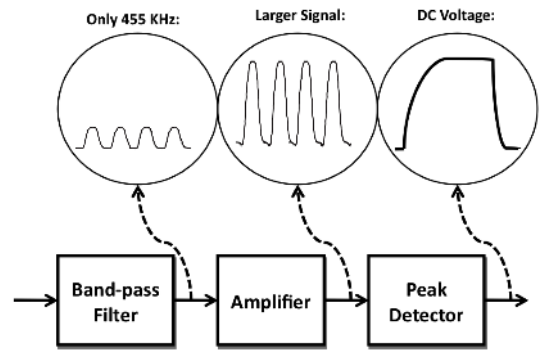 Only 455 KHz:
Larger Signal:
DC Voltage:
Band-pass
Filter
Amplifier
Peak
Detector